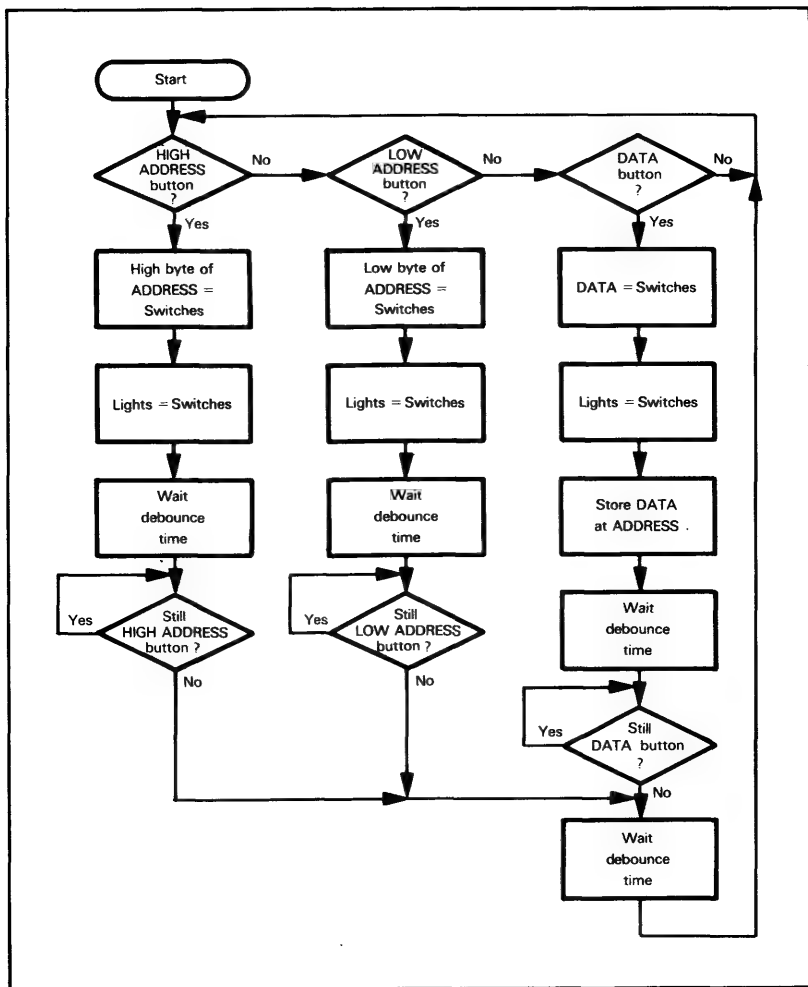 Start
HIGH
ADDRESS
button
?
No
Yes
High byte of
ADDRESS =
Switches
Lights = Switches
Wait
debounce
time
Still
HIGH ADDRESS
button ?
Yes
No
LOW
ADDRESS
button
?
No
Yes
Low byte of
ADDRESS =
Switches
Lights = Switches
Wait
debounce
time
Still
LOW ADDRESS
button ?
Yes
No
DATA
button
?
No
Yes
DATA = Switches
Lights = Switches
Store DATA
at ADDRESS .
Wait
debounce
time
Still
DATA button
?
Yes
No
Wait
debounce
time